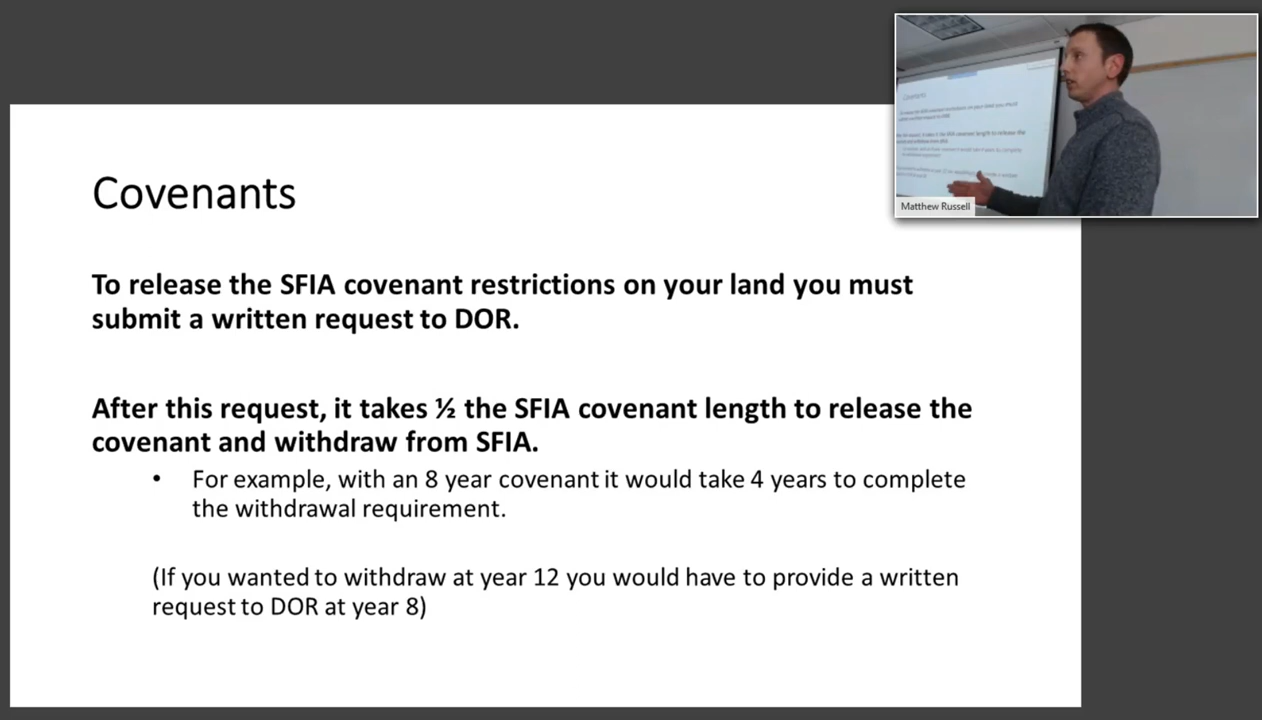 Covenants
To release the SFIA covenant restrictions on your land you must
submit a written request to DOR.
After this request, it takes ½ the SFIA covenant length to release the
covenant and withdraw from SFIA.
• For example, with an 8 year covenant it would take 4 years to complete
the withdrawal requirement.
(If you wanted to withdraw at year 12 you would have to provide a written
request to DOR at year 8)
Matthew Russell